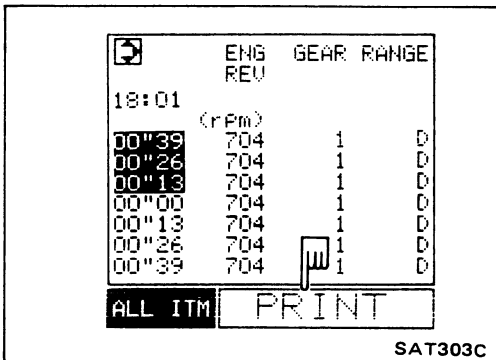 ENG GEAR RANGE
REV
18:01
(rpm)
00"39 704 1 D
00"26 704 1 D
00"13 704 1 D
00"00 704 1 D
00"13 704 1 D
00"26 704 1 D
00"39 704 1 D
ALL ITM PRINT
SAT303C